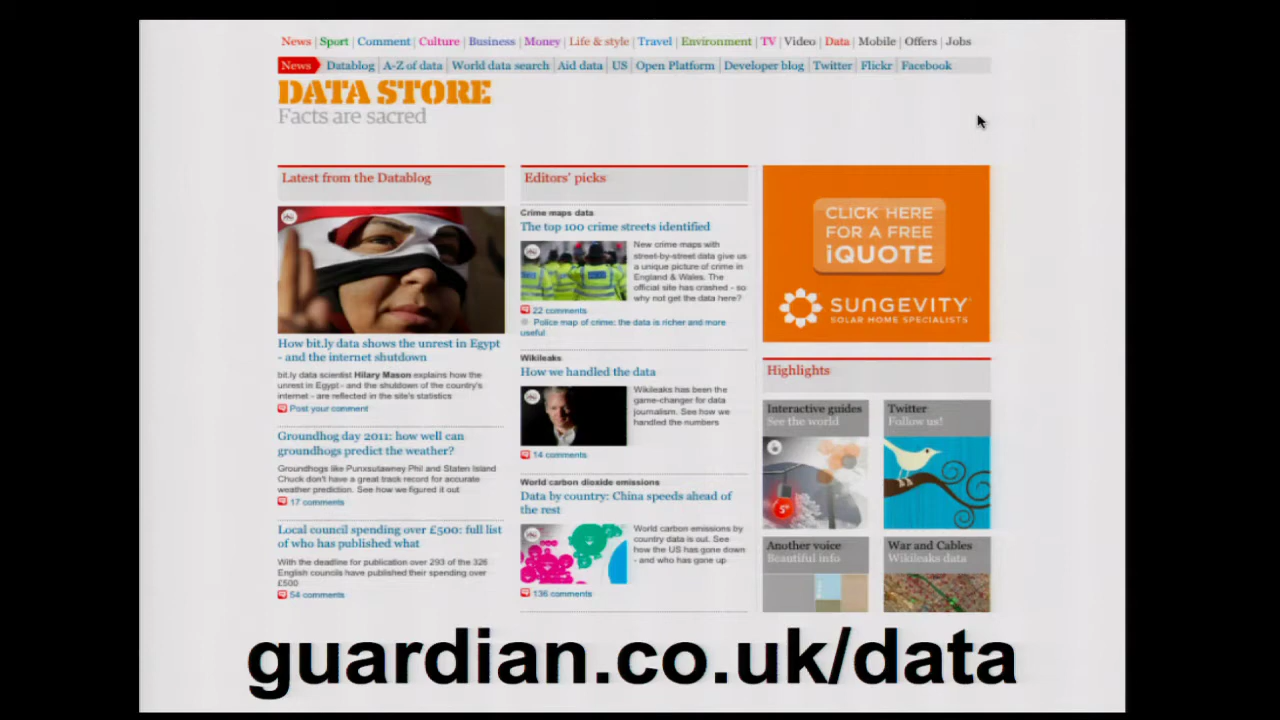 News | Sport | Comment | Culture | Business | Money | Life & style | Travel | Environment | TV | Video | Data | Mobile | Offers | Jobs
News Datablog | A-Z of data | World data search | Aid data | US | Open Platform | Developer blog | Twitter | Flickr | Facebook
DATA STORE
Facts are sacred
Latest from the Datablog
How bit.ly data shows the unrest in Egypt
- and the internet shutdown
bit.ly data scientist Hilary Mason explains how the
unrest in Egypt - and the shutdown of the country's
internet - are reflected in the site's statistics
Post your comment
Groundhog day 2011: how well can
groundhogs predict the weather?
Groundhogs like Punxsutawney Phil and Staten Island
Chuck don't have a great track record for accurate
weather prediction. See how we figured it out
17 comments
Local council spending over £500: full list
of who has published what
With the deadline for publication over 293 of the 326
English councils have published their spending over
£500
54 comments
Editors' picks
Crime maps data
The top 100 crime streets identified
New crime maps with
street-by-street data give us
a unique picture of crime in
England & Wales. The
official site has crashed - so
why not get the data here?
22 comments
Police map of crime: the data is richer and more
useful
Wikileaks
How we handled the data
Wikileaks has been the
game-changer for data
journalism. See how we
handled the numbers
14 comments
World carbon dioxide emissions
Data by country: China speeds ahead of
the rest
World carbon emissions by
country data is out. See
how the US has gone down
- and who has gone up
136 comments
CLICK HERE
FOR A FREE
iQUOTE
SUNGEVITY
SOLAR HOME SPECIALISTS
Highlights
Interactive guides
See the world
Twitter
Follow us!
Another voice
Beautiful info
War and Cables
Wikileaks data
guardian.co.uk/data